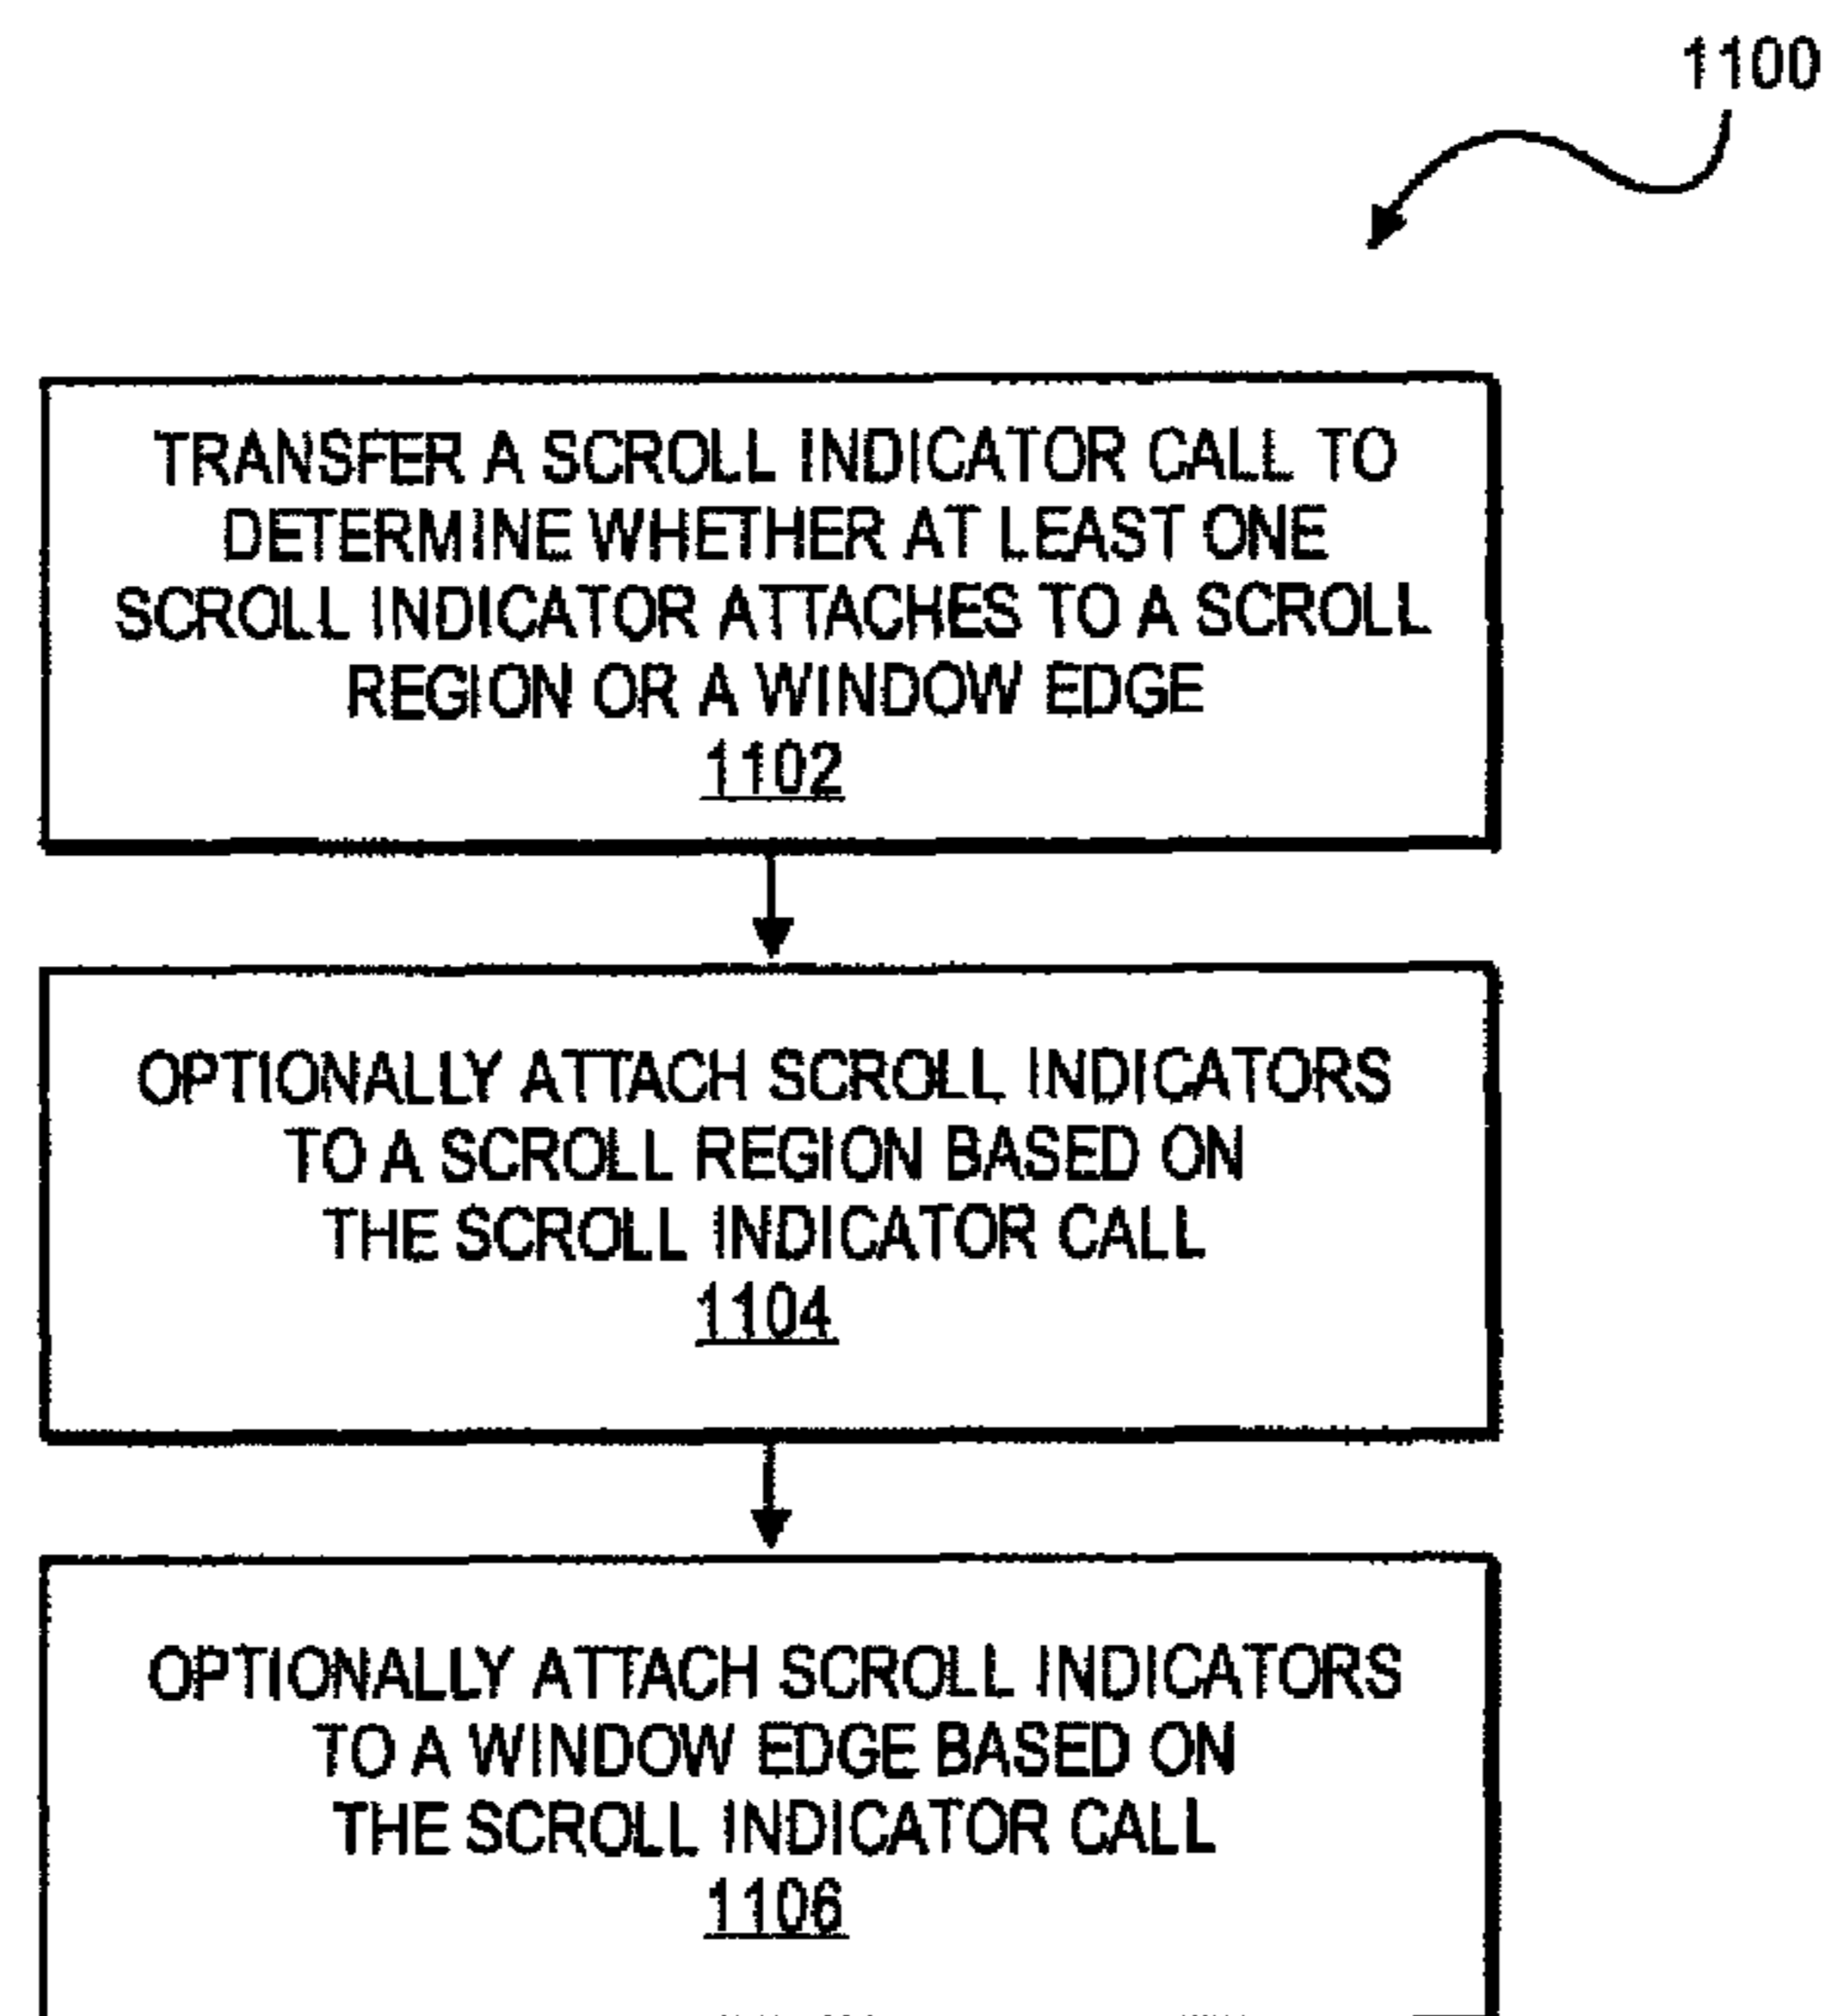 1100
TRANSFER A SCROLL INDICATOR CALL TO
DETERMINE WHETHER AT LEAST ONE
SCROLL INDICATOR ATTACHES TO A SCROLL
REGION OR A WINDOW EDGE
1102
OPTIONALLY ATTACH SCROLL INDICATORS
TO A SCROLL REGION BASED ON
THE SCROLL INDICATOR CALL
1104
OPTIONALLY ATTACH SCROLL INDICATORS
TO A WINDOW EDGE BASED ON
THE SCROLL INDICATOR CALL
1106